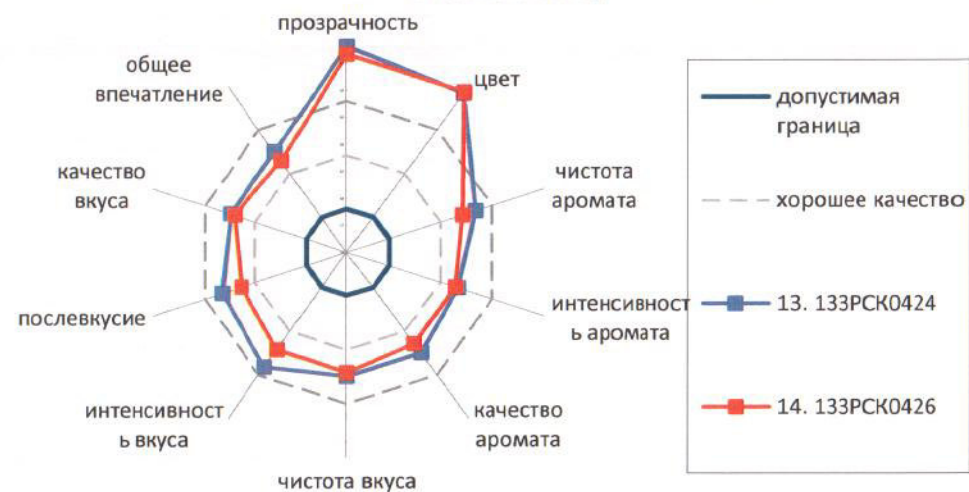 прозрачность
цвет
чистота
аромата
интенсивност
ь аромата
качество
аромата
чистота вкуса
интенсивност
ь вкуса
послевкусие
качество
вкуса
общее
впечатление
допустимая
граница
хорошее качество
13. 133РСК0424
14. 133РСК0426